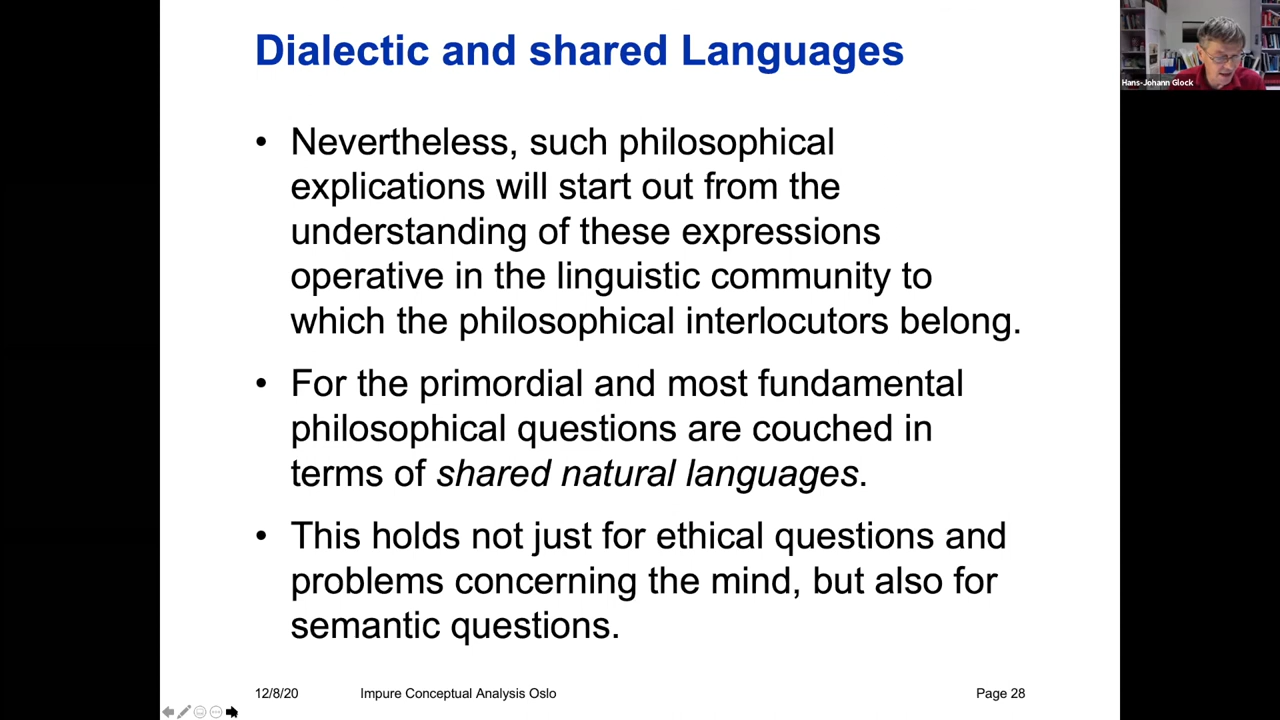 Dialectic and shared Languages
Hans-Johann Glock
• Nevertheless, such philosophical
explications will start out from the
understanding of these expressions
operative in the linguistic community to
which the philosophical interlocutors belong.
• For the primordial and most fundamental
philosophical questions are couched in
terms of shared natural languages.
• This holds not just for ethical questions and
problems concerning the mind, but also for
semantic questions.
12/8/20 Impure Conceptual Analysis Oslo Page 28